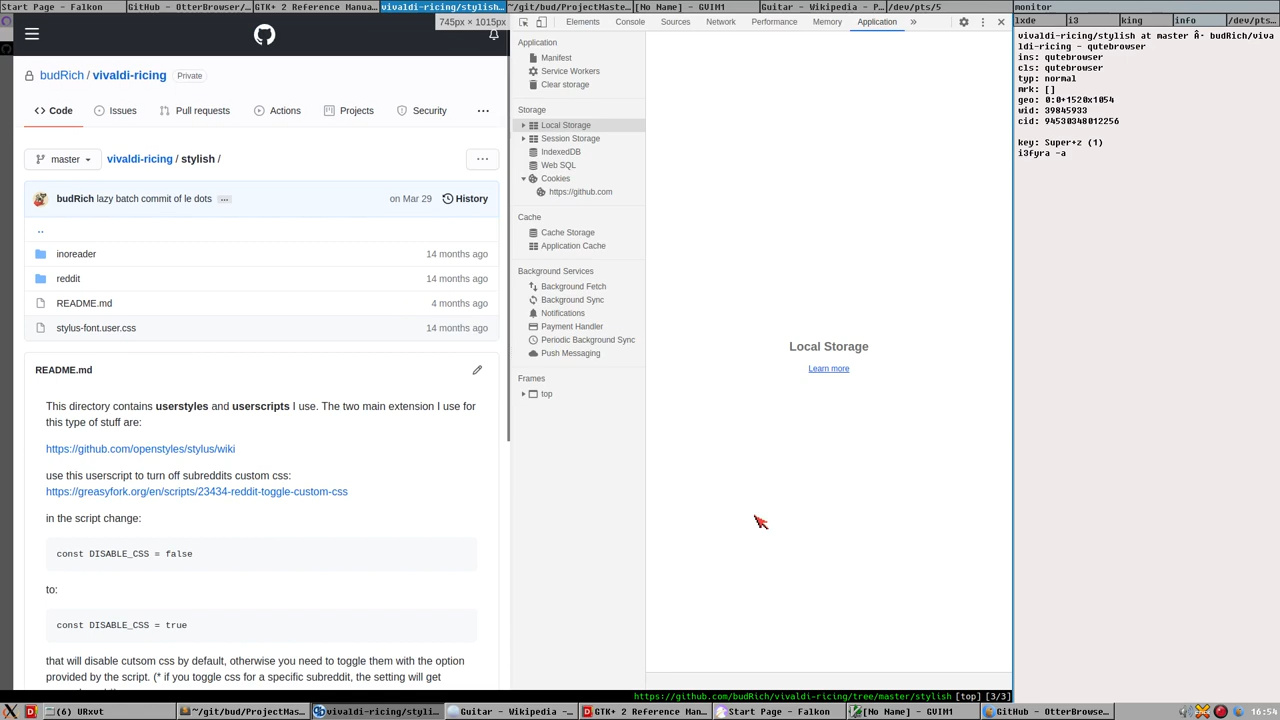 Start Page - Falkon
GitHub - OtterBrowser/...
GTK+ 2 Reference Manua...
vivaldi-ricing/stylish...
~/git/bud/ProjectMaste...
[No Name] - GVIM1
Guitar - Wikipedia - P...
/dev/pts/5
monitor
745px × 1015px
Elements
Console
Sources
Network
Performance
Memory
Application
»
lxde
i3
king
info
/dev/pts...
budRich / vivaldi-ricing
Private
Code
Issues
Pull requests
Actions
Projects
Security
...
master
vivaldi-ricing / stylish /
...
budRich lazy batch commit of le dots
...
on Mar 29
History
..
inoreader
14 months ago
reddit
14 months ago
README.md
4 months ago
stylus-font.user.css
14 months ago
README.md
This directory contains userstyles and userscripts I use. The two main extension I use for
this type of stuff are:
https://github.com/openstyles/stylus/wiki
use this userscript to turn off subreddits custom css:
https://greasyfork.org/en/scripts/23434-reddit-toggle-custom-css
in the script change:
const DISABLE_CSS = false
to:
const DISABLE_CSS = true
that will disable cutsom css by default, otherwise you need to toggle them with the option
provided by the script. (* if you toggle css for a specific subreddit, the setting will get
Application
Manifest
Service Workers
Clear storage
Storage
Local Storage
Session Storage
IndexedDB
Web SQL
Cookies
https://github.com
Cache
Cache Storage
Application Cache
Background Services
Background Fetch
Background Sync
Notifications
Payment Handler
Periodic Background Sync
Push Messaging
Frames
top
Local Storage
Learn more
vivaldi-ricing/stylish at master Â· budRich/viva
ldi-ricing - qutebrowser
ins: qutebrowser
cls: qutebrowser
typ: normal
mrk: []
geo: 0:0+1520x1054
wid: 39845933
cid: 94530348012256
key: Super+z (1)
i3fyra -a
https://github.com/budRich/vivaldi-ricing/tree/master/stylish [top] [3/3]
(6) URxvt
~/git/bud/ProjectMas...
vivaldi-ricing/styli...
Guitar - Wikipedia - ...
GTK+ 2 Reference Man...
Start Page - Falkon
[No Name] - GVIM1
GitHub - OtterBrowse...
16:54